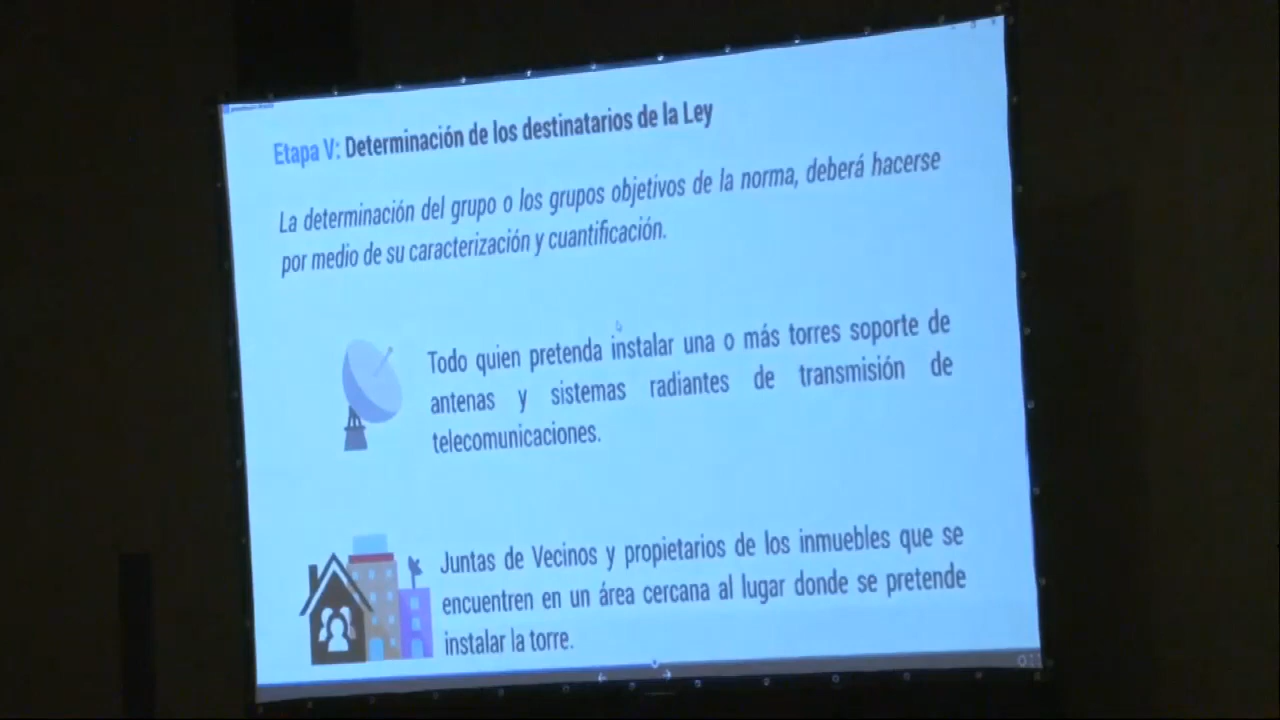 Etapa V: Determinación de los destinatarios de la Ley
La determinación del grupo o los grupos objetivos de la norma, deberá hacerse
por medio de su caracterización y cuantificación.
Todo quien pretenda instalar una o más torres soporte de
antenas y sistemas radiantes de transmisión de
telecomunicaciones.
Juntas de Vecinos y propietarios de los inmuebles que se
encuentren en un área cercana al lugar donde se pretende
instalar la torre.